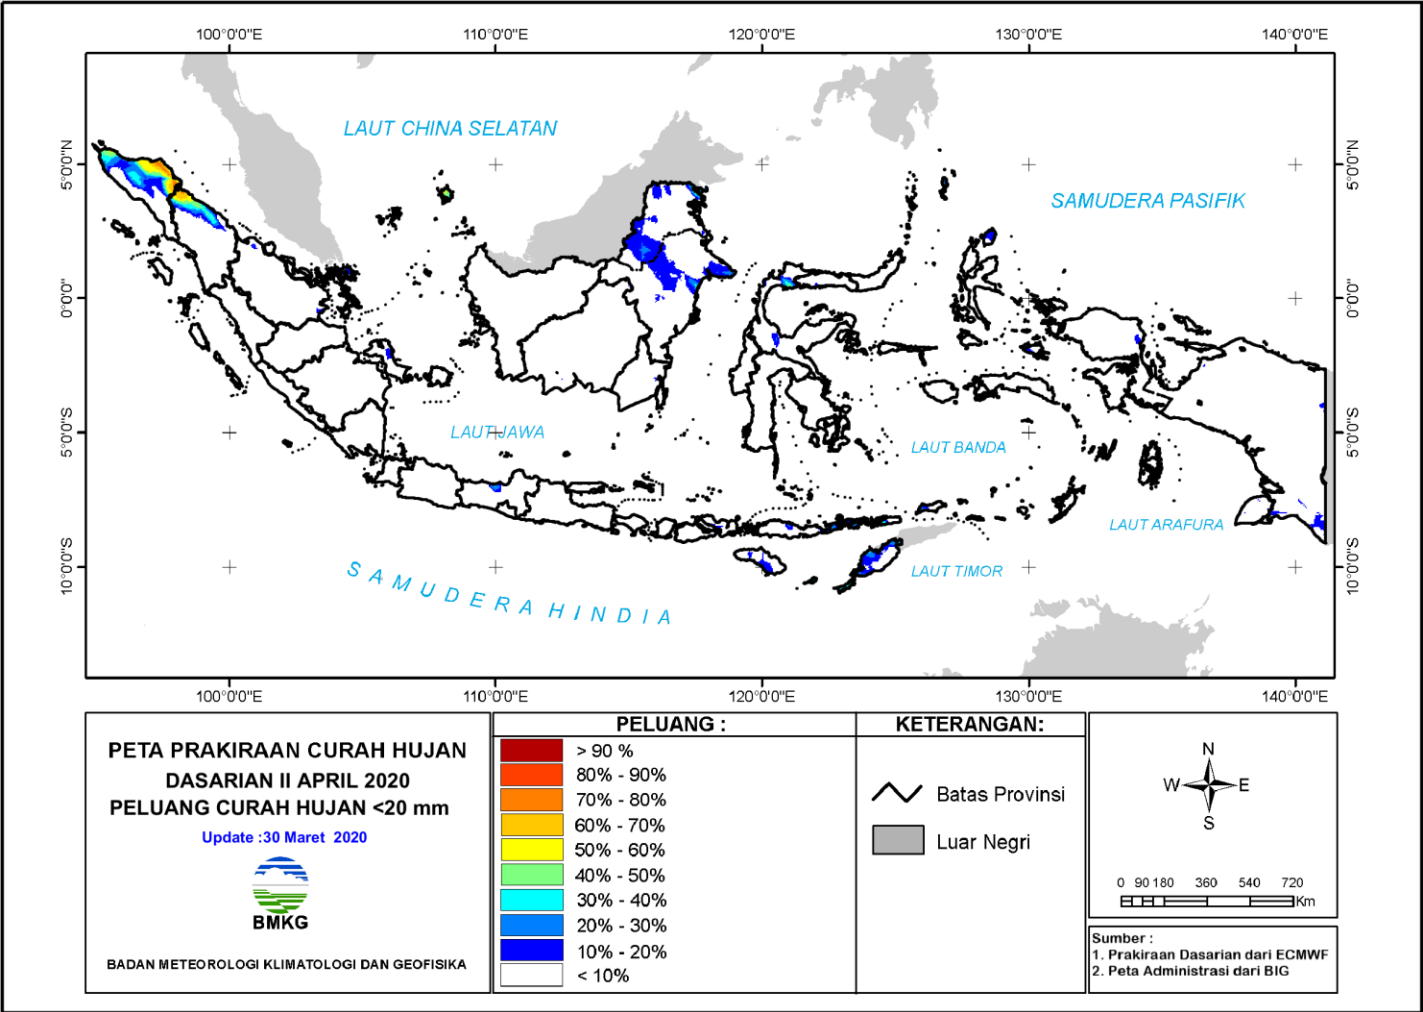 100°0'0"E 110°0'0"E 120°0'0"E 130°0'0"E 140°0'0"E
5°0'0"N
0°0'0"
5°0'0"S
10°0'0"S
LAUT CHINA SELATAN
SAMUDERA PASIFIK
LAUT JAWA
LAUT BANDA
LAUT ARAFURA
LAUT TIMOR
SAMUDERA HINDIA
5°0'0"N
0°0'0"
5°0'0"S
10°0'0"S
100°0'0"E 110°0'0"E 120°0'0"E 130°0'0"E 140°0'0"E
PETA PRAKIRAAN CURAH HUJAN
DASARIAN II APRIL 2020
PELUANG CURAH HUJAN <20 mm
Update :30 Maret 2020
BMKG
BADAN METEOROLOGI KLIMATOLOGI DAN GEOFISIKA
PELUANG :
> 90 %
80% - 90%
70% - 80%
60% - 70%
50% - 60%
40% - 50%
30% - 40%
20% - 30%
10% - 20%
< 10%
KETERANGAN:
Batas Provinsi
Luar Negri
N
W E
S
0 90 180 360 540 720
Km
Sumber :
1. Prakiraan Dasarian dari ECMWF
2. Peta Administrasi dari BIG